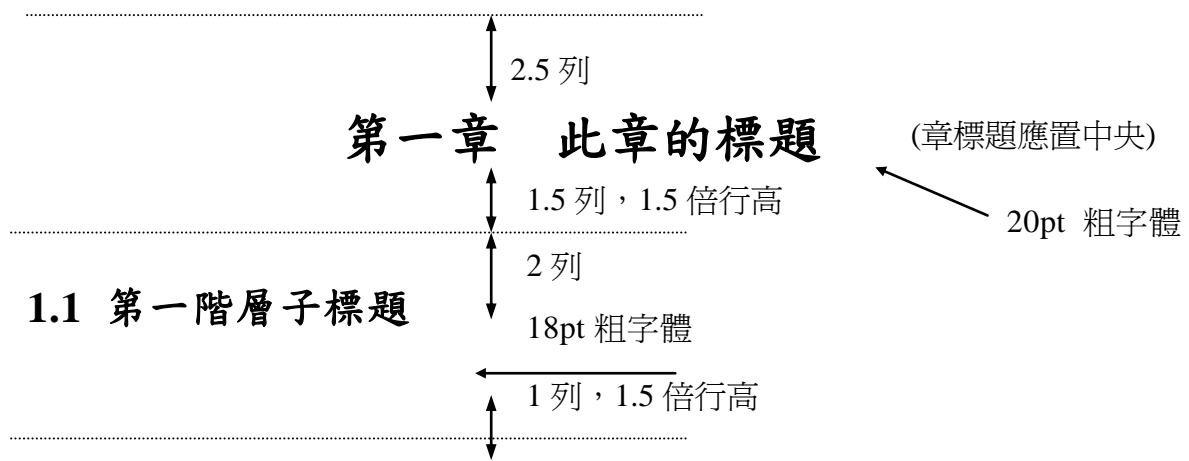 2.5 列
第一章 此章的標題 (章標題應置中央)
1.5 列，1.5 倍行高
20pt 粗字體
2 列
1.1 第一階層子標題
18pt 粗字體
1 列，1.5 倍行高